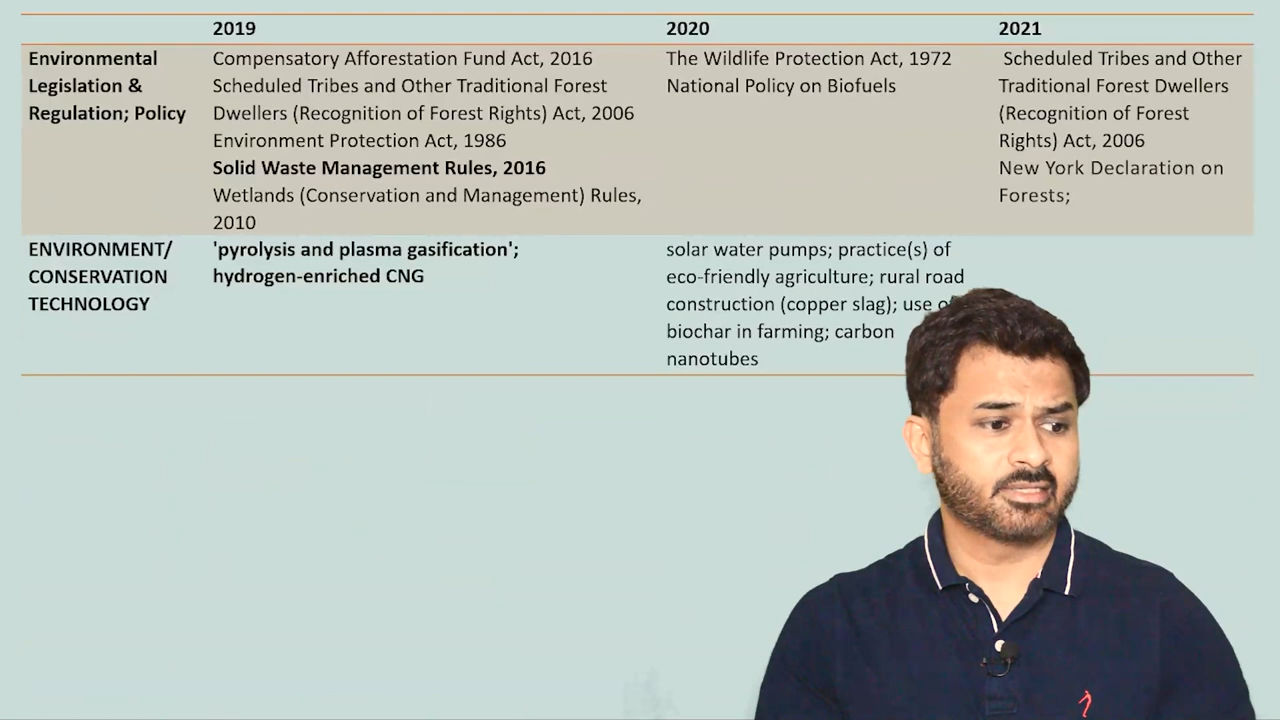 2019 2020 2021
Environmental
Legislation &
Regulation; Policy
Compensatory Afforestation Fund Act, 2016
Scheduled Tribes and Other Traditional Forest
Dwellers (Recognition of Forest Rights) Act, 2006
Environment Protection Act, 1986
Solid Waste Management Rules, 2016
Wetlands (Conservation and Management) Rules,
2010
The Wildlife Protection Act, 1972
National Policy on Biofuels
Scheduled Tribes and Other
Traditional Forest Dwellers
(Recognition of Forest
Rights) Act, 2006
New York Declaration on
Forests;
ENVIRONMENT/
CONSERVATION
TECHNOLOGY
'pyrolysis and plasma gasification';
hydrogen-enriched CNG
solar water pumps; practice(s) of
eco-friendly agriculture; rural road
construction (copper slag); use
biochar in farming; carbon
nanotubes